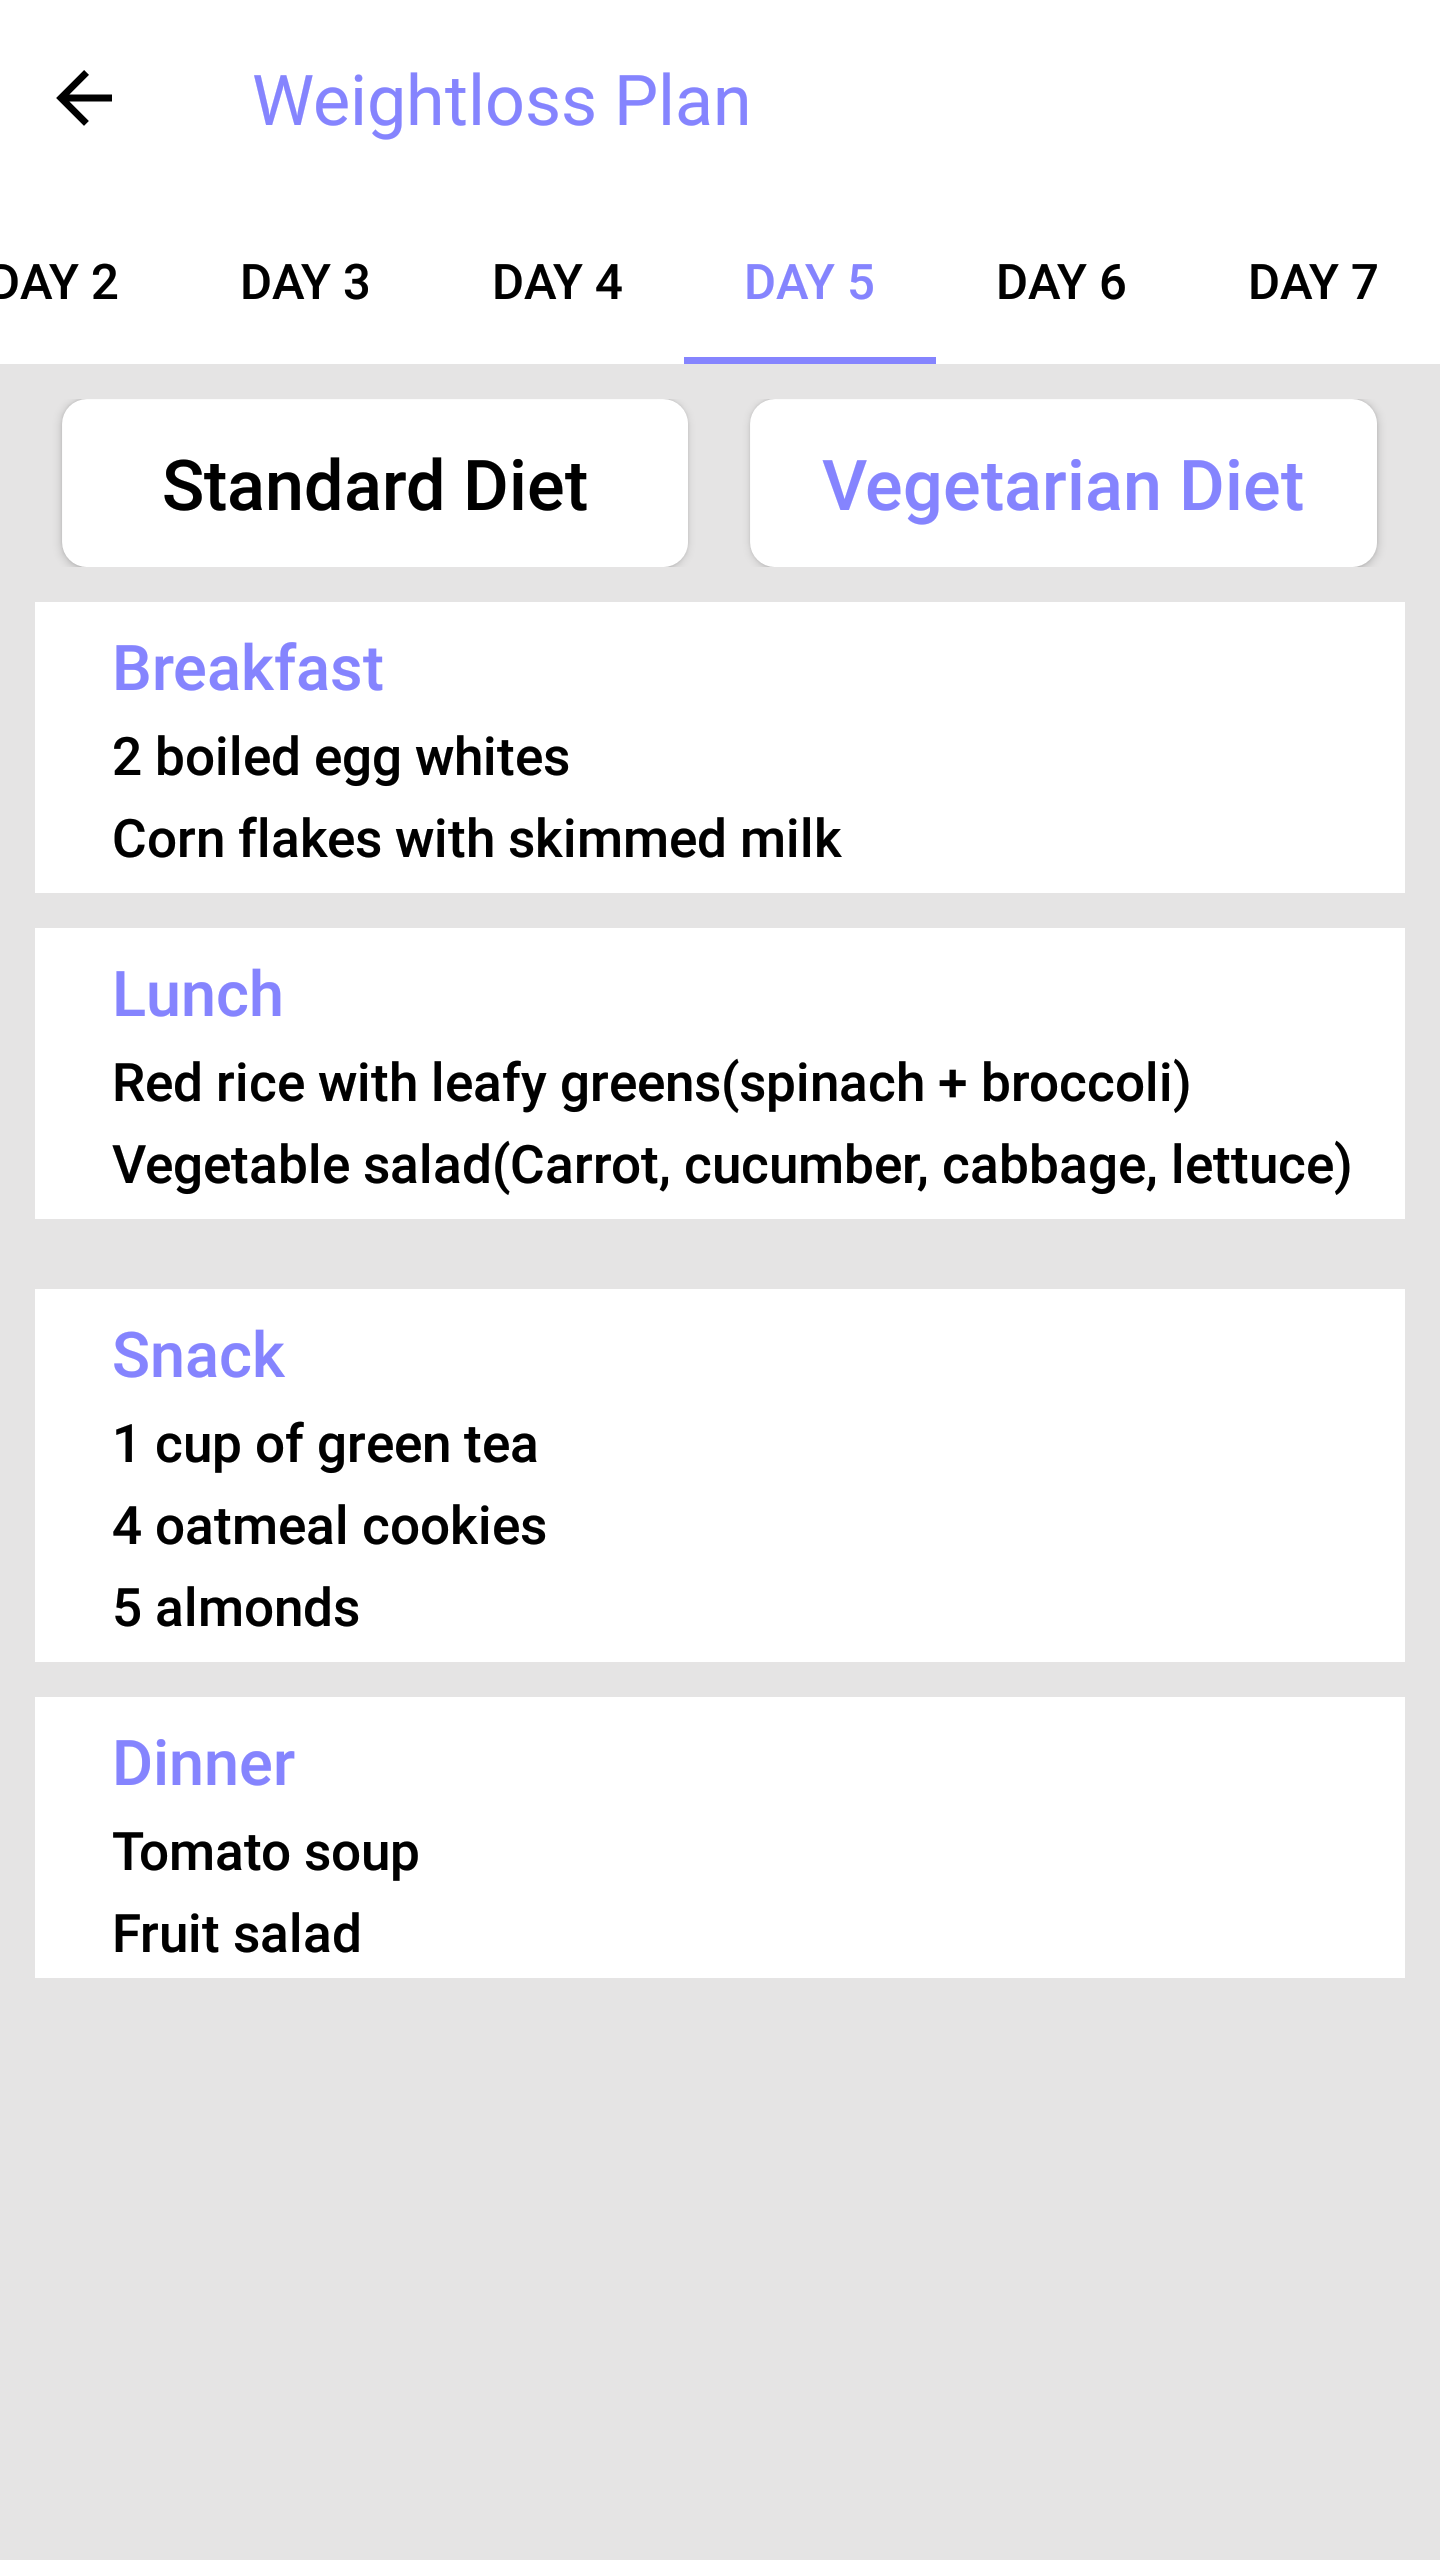 Weightloss Plan
DAY 2 DAY 3 DAY 4 DAY 5 DAY 6 DAY 7
Standard Diet Vegetarian Diet
Breakfast
2 boiled egg whites
Corn flakes with skimmed milk
Lunch
Red rice with leafy greens(spinach + broccoli)
Vegetable salad(Carrot, cucumber, cabbage, lettuce)
Snack
1 cup of green tea
4 oatmeal cookies
5 almonds
Dinner
Tomato soup
Fruit salad